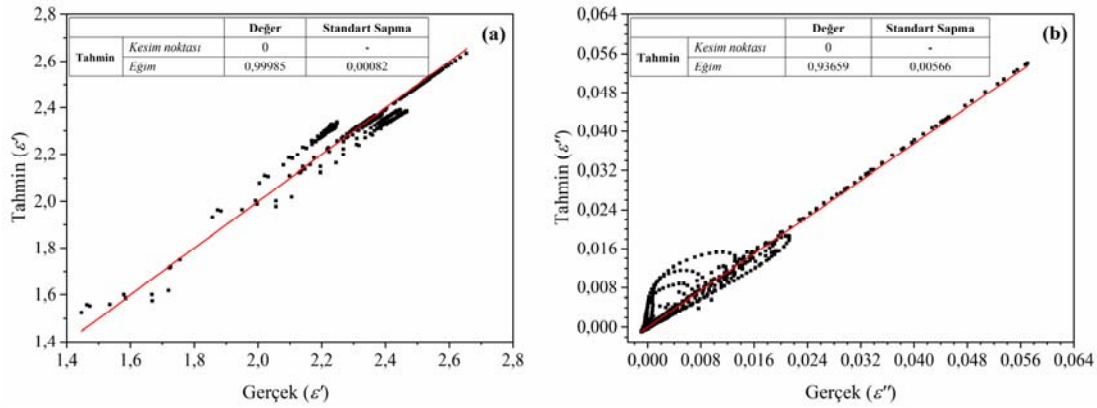 (a)
Değer Standart Sapma
Tahmin Kesim noktası 0 -
Eğim 0,99985 0,00082
Tahmin (ε')
2,8
2,6
2,4
2,2
2,0
1,8
1,6
1,4
1,4 1,6 1,8 2,0 2,2 2,4 2,6 2,8
Gerçek (ε')
(b)
Değer Standart Sapma
Tahmin Kesim noktası 0 -
Eğim 0,93659 0,00566
Tahmin (ε'')
0,064
0,056
0,048
0,040
0,032
0,024
0,016
0,008
0,000
0,000 0,008 0,016 0,024 0,032 0,040 0,048 0,056 0,064
Gerçek (ε'')